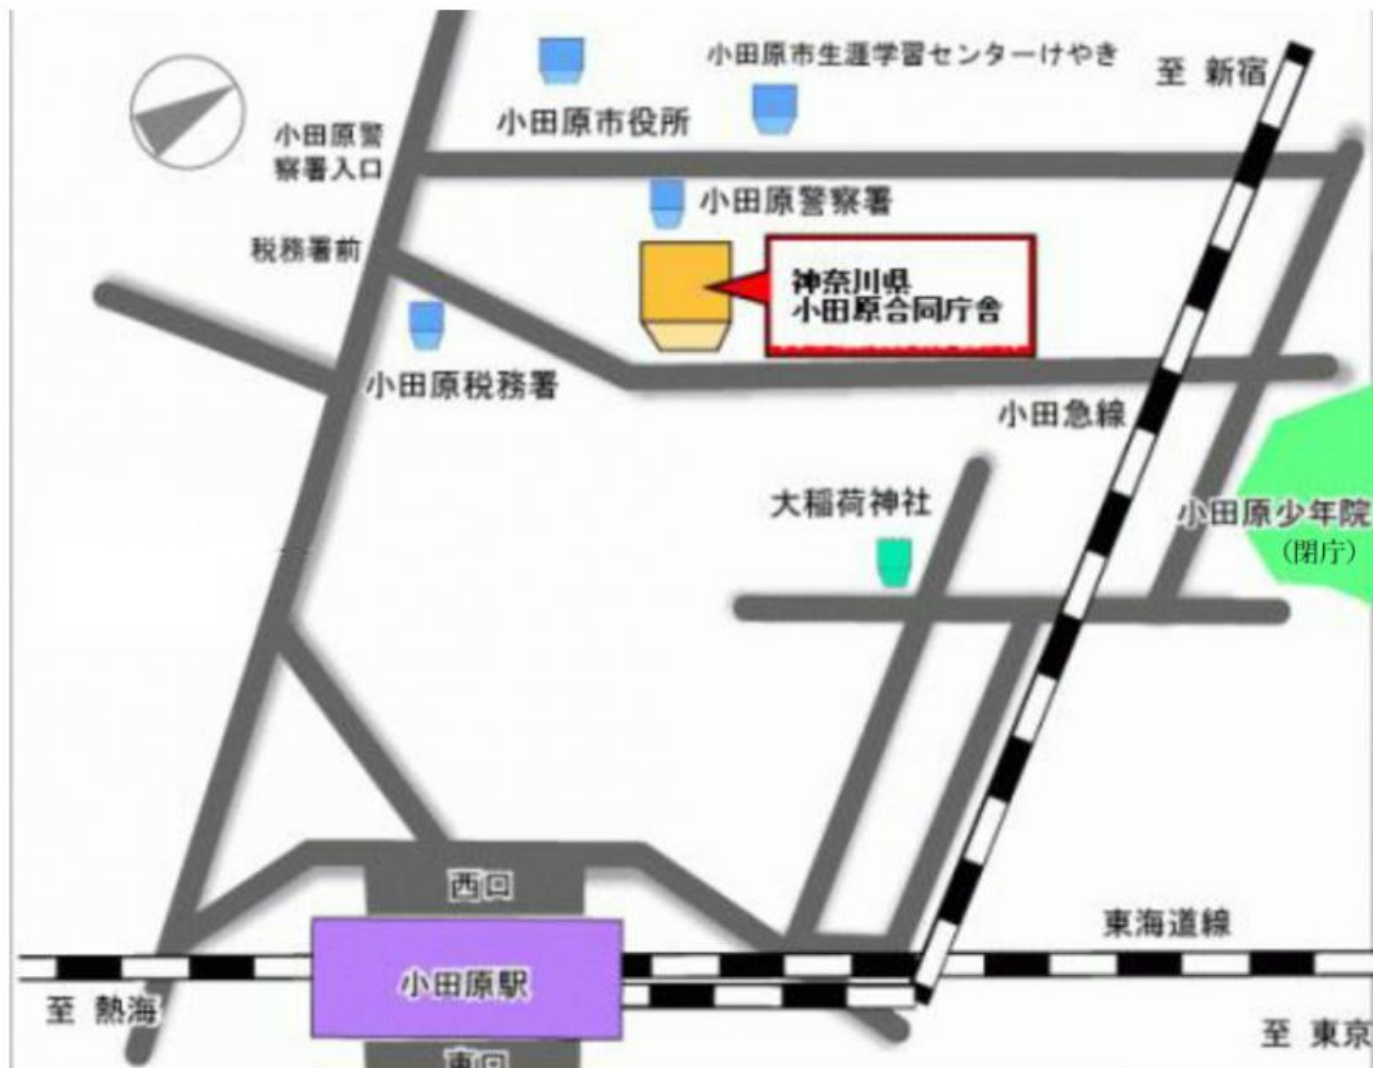 小田原市生涯学習センターけやき
至 新宿
小田原市役所
小田原警
察署入口
小田原警察署
税務署前
神奈川県
小田原合同庁舎
小田原税務署
小田急線
大稲荷神社
小田原少年院
（閉庁）
西口
東海道線
小田原駅
至 熱海
至 東京
東口